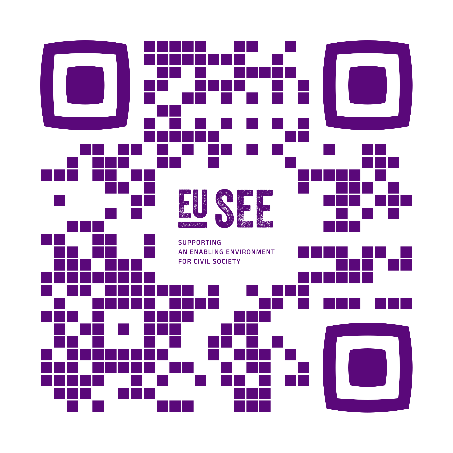 EU SEE
SUPPORTING
AN ENABLING ENVIRONMENT
FOR CIVIL SOCIETY